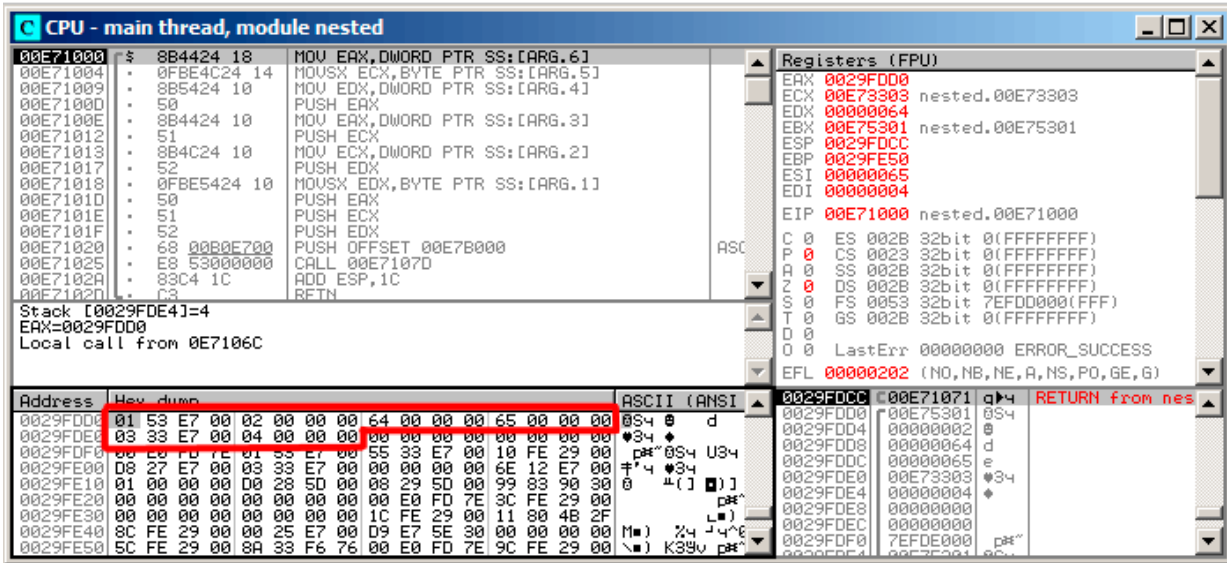 C CPU - main thread, module nested
00E71000 $ 8B4424 18 MOV EAX,DWORD PTR SS:[ARG.6]
00E71004 . 0FBE4C24 14 MOVSX ECX,BYTE PTR SS:[ARG.5]
00E71009 . 8B5424 10 MOV EDX,DWORD PTR SS:[ARG.4]
00E7100D . 50 PUSH EAX
00E7100E . 8B4424 10 MOV EAX,DWORD PTR SS:[ARG.3]
00E71012 . 51 PUSH ECX
00E71013 . 8B4C24 10 MOV ECX,DWORD PTR SS:[ARG.2]
00E71017 . 52 PUSH EDX
00E71018 . 0FBE5424 10 MOVSX EDX,BYTE PTR SS:[ARG.1]
00E7101D . 50 PUSH EAX
00E7101E . 51 PUSH ECX
00E7101F . 52 PUSH EDX
00E71020 . 68 00B0E700 PUSH OFFSET 00E7B000 ASC
00E71025 . E8 53000000 CALL 00E7107D
00E7102A . 83C4 1C ADD ESP,1C
00E7102D . C3 RETN
Stack [0029FDE4]=4
EAX=0029FDD0
Local call from 0E7106C
Registers (FPU)
EAX 0029FDD0
ECX 00E73303 nested.00E73303
EDX 00000064
EBX 00E75301 nested.00E75301
ESP 0029FDCC
EBP 0029FE50
ESI 00000065
EDI 00000004
EIP 00E71000 nested.00E71000
C 0 ES 002B 32bit 0(FFFFFFFF)
P 0 CS 0023 32bit 0(FFFFFFFF)
A 0 SS 002B 32bit 0(FFFFFFFF)
Z 0 DS 002B 32bit 0(FFFFFFFF)
S 0 FS 0053 32bit 7EFDD000(FFF)
T 0 GS 002B 32bit 0(FFFFFFFF)
D 0
O 0 LastErr 00000000 ERROR_SUCCESS
EFL 00000202 (NO,NB,NE,A,NS,PO,GE,G)
Address Hex dump ASCII (ANSI
0029FDD0 01 53 E7 00 02 00 00 00 64 00 00 00 65 00 00 00
0029FDE0 03 33 E7 00 04 00 00 00 00 00 00 00 00 00 00 00
0029FDF0 00 E0 FD 7E 01 53 E7 00 55 33 E7 00 10 FE 29 00
0029FE00 D8 27 E7 00 03 33 E7 00 00 00 00 00 6E 12 E7 00
0029FE10 01 00 00 00 D0 28 5D 00 08 29 5D 00 99 83 90 30
0029FE20 00 00 00 00 00 00 00 00 00 E0 FD 7E 3C FE 29 00
0029FE30 00 00 00 00 00 00 00 00 1C FE 29 00 11 80 4B 2F
0029FE40 8C FE 29 00 00 25 E7 00 D9 E7 5E 30 00 00 00 00
0029FE50 5C FE 29 00 8A 33 F6 76 00 E0 FD 7E 9C FE 29 00
0029FDCC 00E71071 RETURN from nes
0029FDD0 00E75301
0029FDD4 00000002
0029FDD8 00000064 d
0029FDDC 00000065 e
0029FDE0 00E73303
0029FDE4 00000004
0029FDE8 00000000
0029FDEC 00000000
0029FDF0 7EFDE000